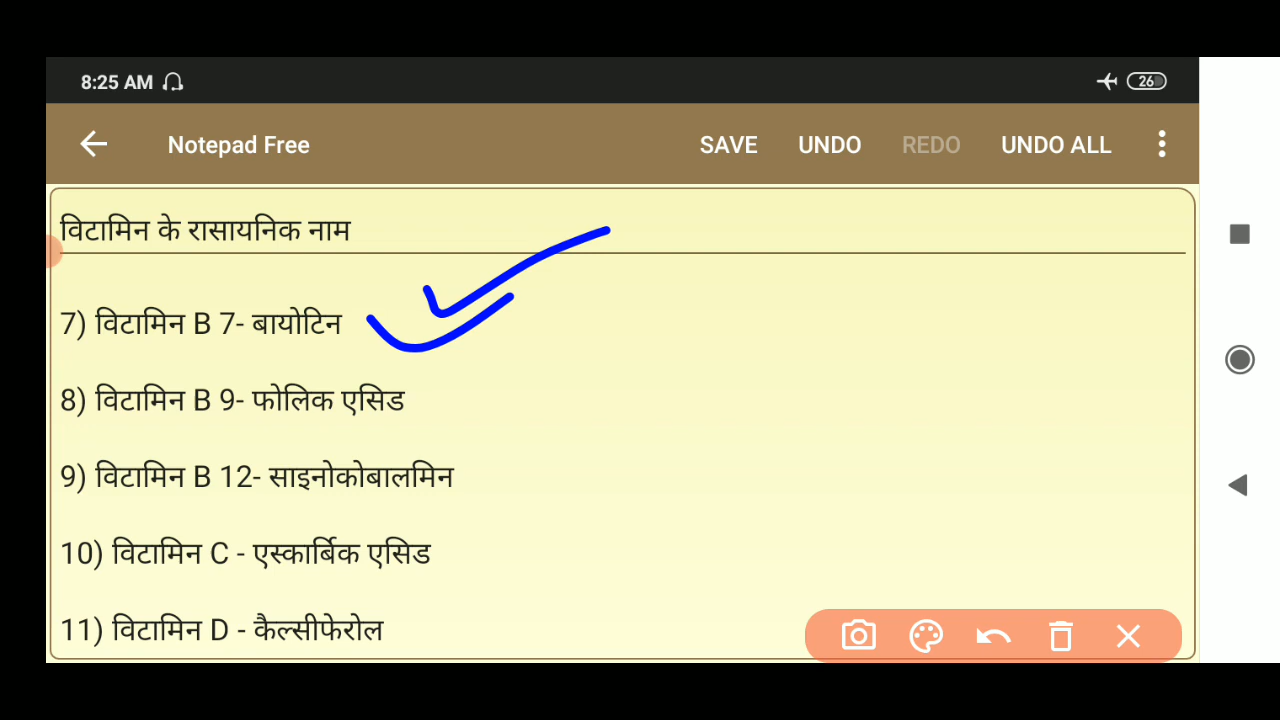 8:25 AM 26
Notepad Free SAVE UNDO REDO UNDO ALL
विटामिन के रासायनिक नाम
7) विटामिन B 7- बायोटिन
8) विटामिन B 9- फोलिक एसिड
9) विटामिन B 12- साइनोकोबालमिन
10) विटामिन C - एस्कार्बिक एसिड
11) विटामिन D - कैल्सीफेरोल